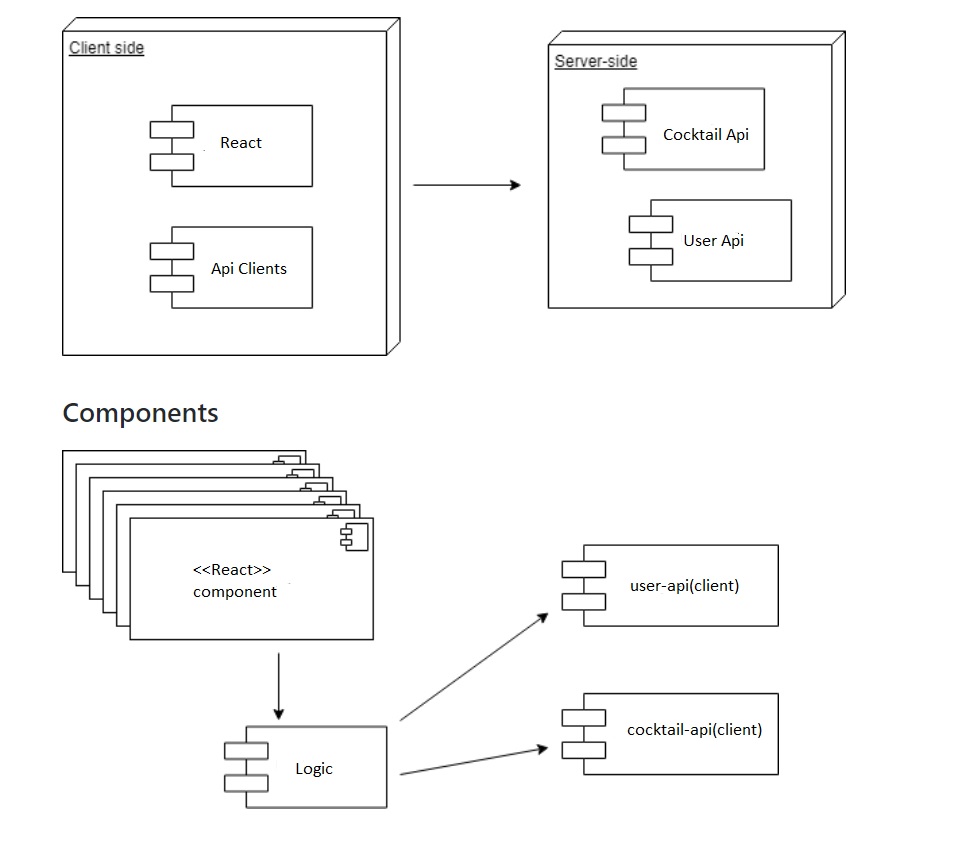 Client side
React
Api Clients
Server-side
Cocktail Api
User Api
Components
<<React>>
component
Logic
user-api(client)
cocktail-api(client)